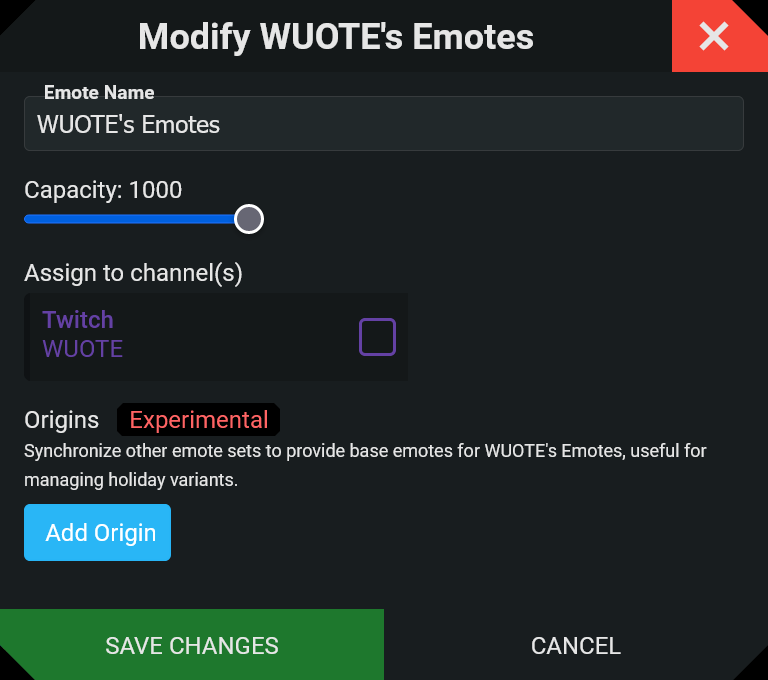 Modify WUOTE's Emotes
Emote Name
WUOTE's Emotes
Capacity: 1000
Assign to channel(s)
Twitch
WUOTE
Origins Experimental
Synchronize other emote sets to provide base emotes for WUOTE's Emotes, useful for
managing holiday variants.
Add Origin
SAVE CHANGES CANCEL